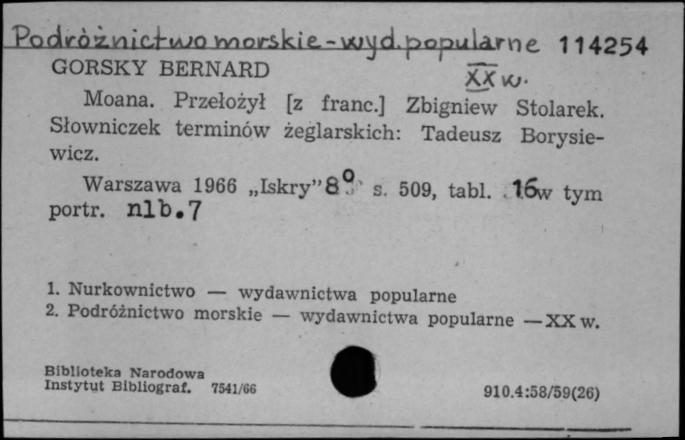 Podróżnictwo morskie - wyd. popularne 114254
GORSKY BERNARD XX w.
Moana. Przełożył [z franc.] Zbigniew Stolarek.
Słowniczek terminów żeglarskich: Tadeusz Borysie-
wicz.
Warszawa 1966 „Iskry” 8° s. 509, tabl. 16w tym
portr. nlb. 7
1. Nurkownictwo — wydawnictwa popularne
2. Podróżnictwo morskie — wydawnictwa popularne — XX w.
Biblioteka Narodowa
Instytut Bibliograf. 7541/66 910.4:58/59(26)